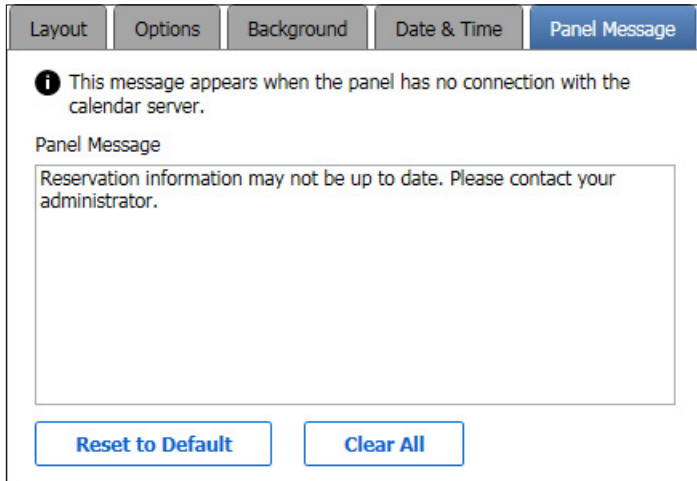 Layout Options Background Date & Time Panel Message
This message appears when the panel has no connection with the
calendar server.
Panel Message
Reservation information may not be up to date. Please contact your
administrator.
Reset to Default Clear All